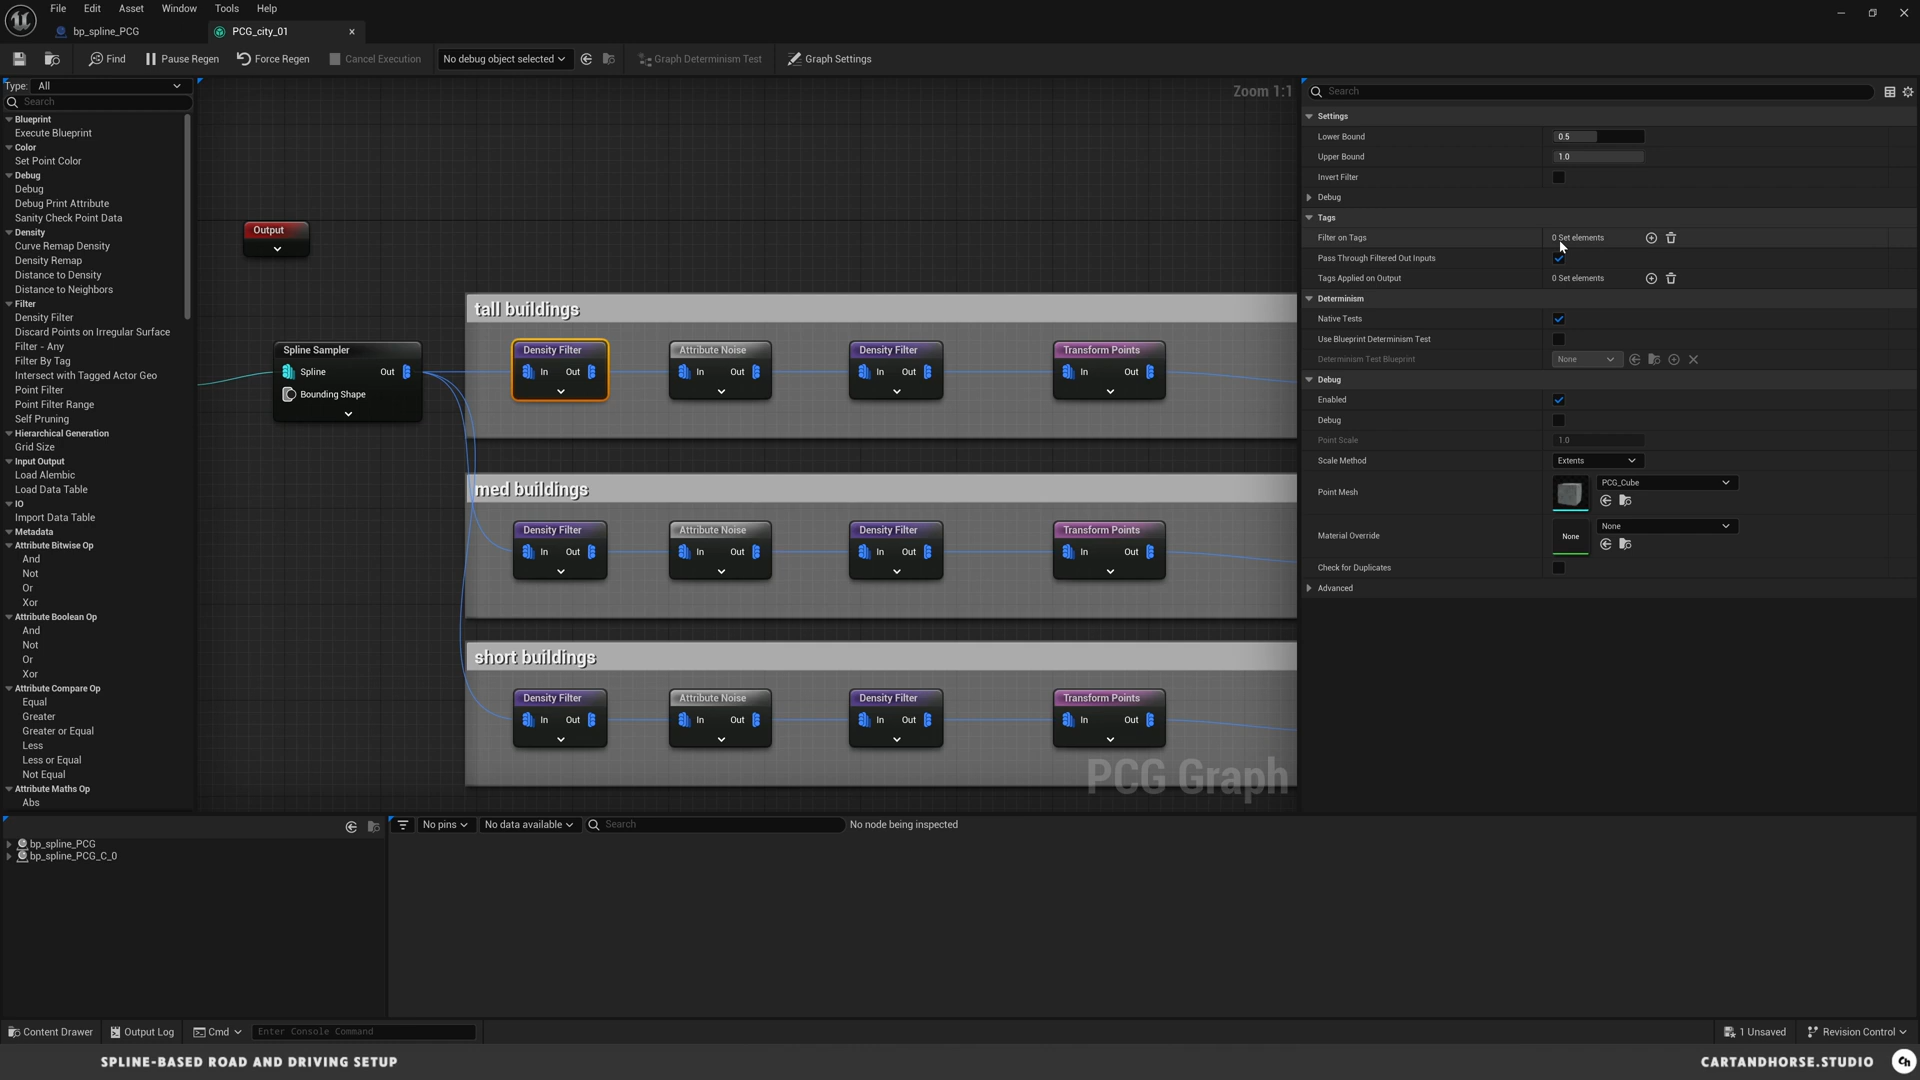 File Edit Asset Window Tools Help
bp_spline_PCG PCG_city_01
Find Pause Regen Force Regen Cancel Execution No debug object selected Graph Determinism Test Graph Settings
Type: All
Search
Blueprint
Execute Blueprint
Color
Set Point Color
Debug
Debug
Debug Print Attribute
Sanity Check Point Data
Density
Curve Remap Density
Density Remap
Distance to Density
Distance to Neighbors
Filter
Density Filter
Discard Points on Irregular Surface
Filter - Any
Filter By Tag
Intersect with Tagged Actor Geo
Point Filter
Point Filter Range
Self Pruning
Hierarchical Generation
Grid Size
Input Output
Load Alembic
Load Data Table
IO
Import Data Table
Metadata
Attribute Bitwise Op
And
Not
Or
Xor
Attribute Boolean Op
And
Not
Or
Xor
Attribute Compare Op
Equal
Greater
Greater or Equal
Less
Less or Equal
Not Equal
Attribute Maths Op
Abs
Zoom 1:1
Output
Spline Sampler
Spline Out
Bounding Shape
tall buildings
Density Filter Attribute Noise Density Filter Transform Points
In Out In Out In Out In Out
med buildings
Density Filter Attribute Noise Density Filter Transform Points
In Out In Out In Out In Out
short buildings
Density Filter Attribute Noise Density Filter Transform Points
In Out In Out In Out In Out
PCG Graph
Search
Settings
Lower Bound 0.5
Upper Bound 1.0
Invert Filter
Debug
Tags
Filter on Tags 0 Set elements
Pass Through Filtered Out Inputs
Tags Applied on Output 0 Set elements
Determinism
Native Tests
Use Blueprint Determinism Test
Determinism Test Blueprint None
Debug
Enabled
Debug
Point Scale 1.0
Scale Method Extents
Point Mesh PCG_Cube
Material Override None None
Check for Duplicates
Advanced
bp_spline_PCG
bp_spline_PCG_C_0
No pins No data available Search No node being inspected
Content Drawer Output Log Cmd Enter Console Command 1 Unsaved Revision Control
SPLINE-BASED ROAD AND DRIVING SETUP CARTANDHORSE.STUDIO